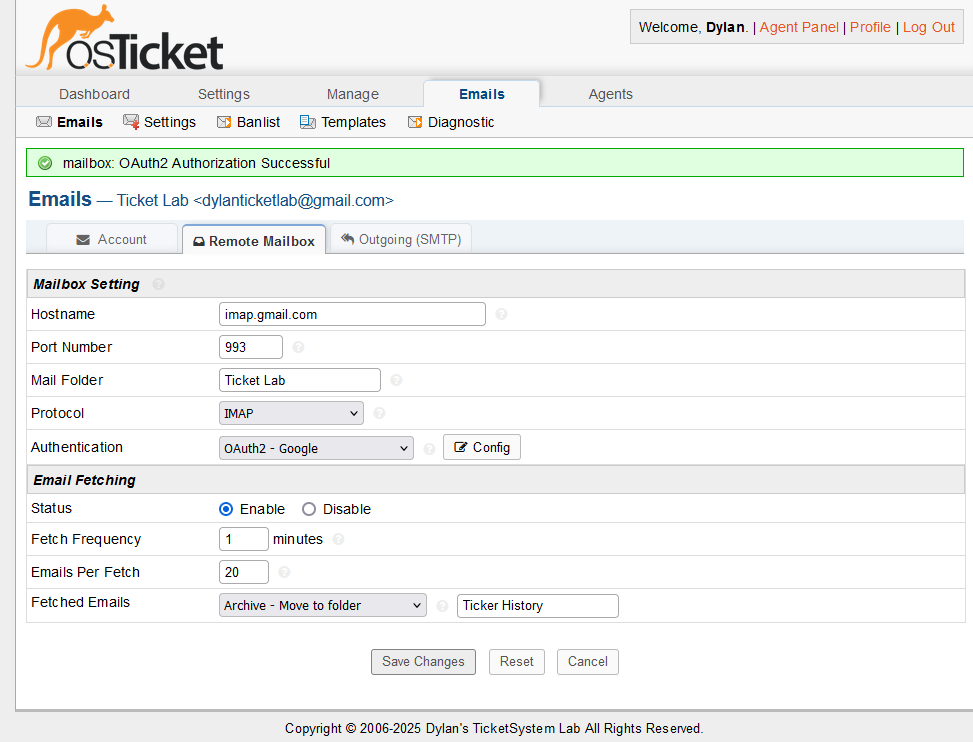 osTicket
Welcome, Dylan. | Agent Panel | Profile | Log Out
Dashboard Settings Manage Emails Agents
Emails Settings Banlist Templates Diagnostic
mailbox: OAuth2 Authorization Successful
Emails — Ticket Lab <dylanticketlab@gmail.com>
Account Remote Mailbox Outgoing (SMTP)
Mailbox Setting ?
Hostname imap.gmail.com ?
Port Number 993 ?
Mail Folder Ticket Lab ?
Protocol IMAP ?
Authentication OAuth2 - Google ? Config
Email Fetching
Status Enable Disable
Fetch Frequency 1 minutes ?
Emails Per Fetch 20 ?
Fetched Emails Archive - Move to folder ? Ticker History
Save Changes Reset Cancel
Copyright © 2006-2025 Dylan's TicketSystem Lab All Rights Reserved.